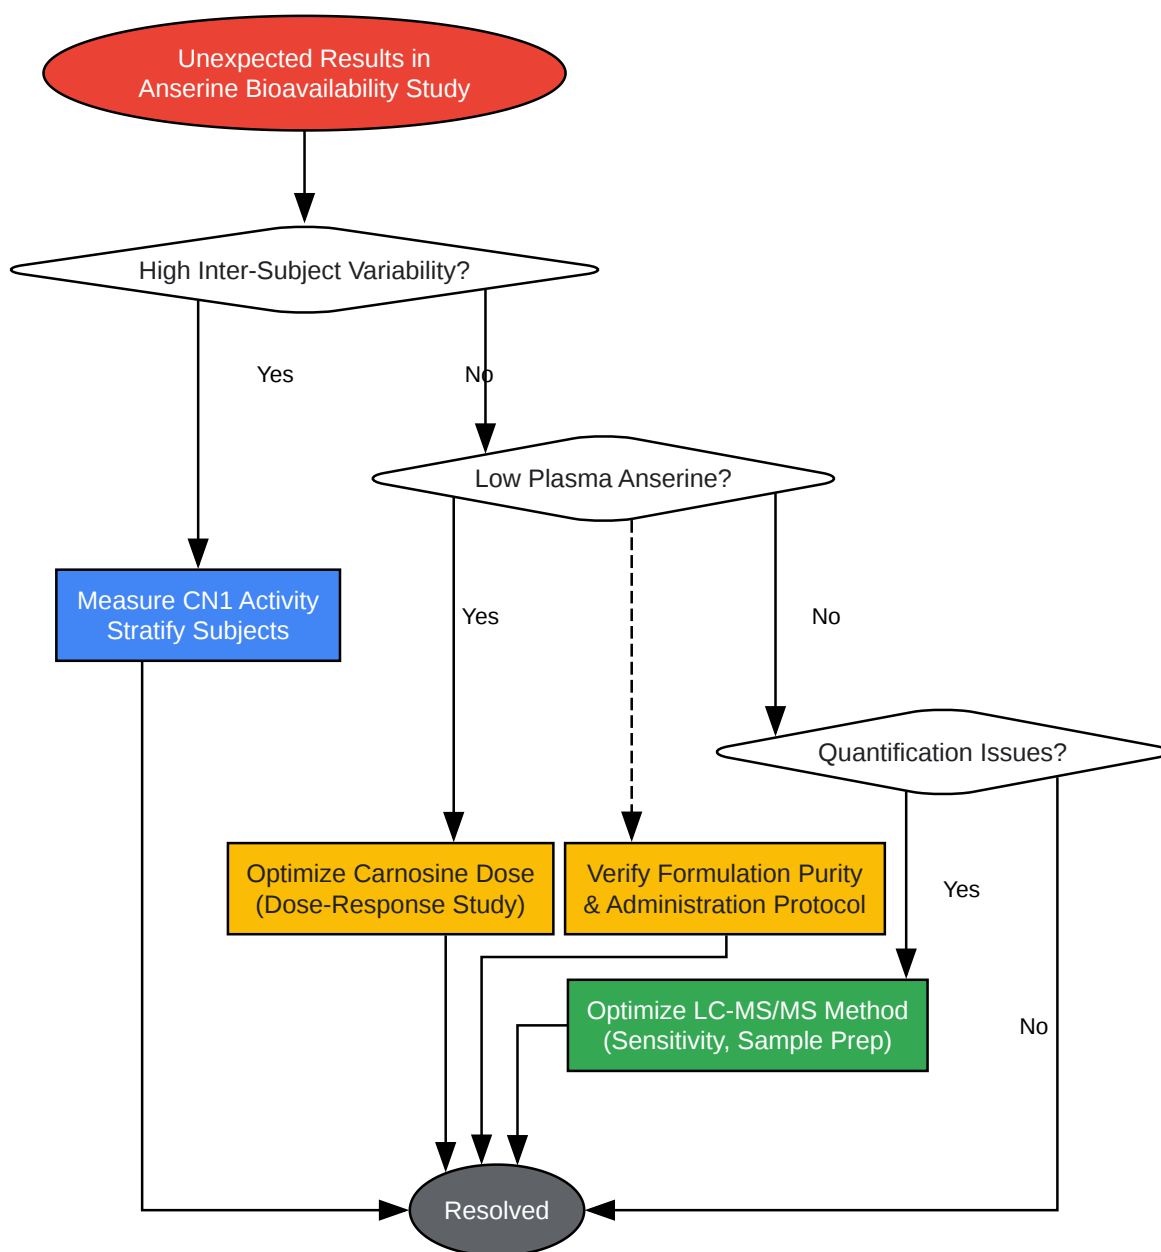 Unexpected Results in
Anserine Bioavailability Study
High Inter-Subject Variability?
Yes
No
Low Plasma Anserine?
Measure CN1 Activity
Stratify Subjects
Yes
No
Quantification Issues?
Optimize Carnosine Dose
(Dose-Response Study)
Verify Formulation Purity
& Administration Protocol
Yes
Optimize LC-MS/MS Method
(Sensitivity, Sample Prep)
No
Resolved